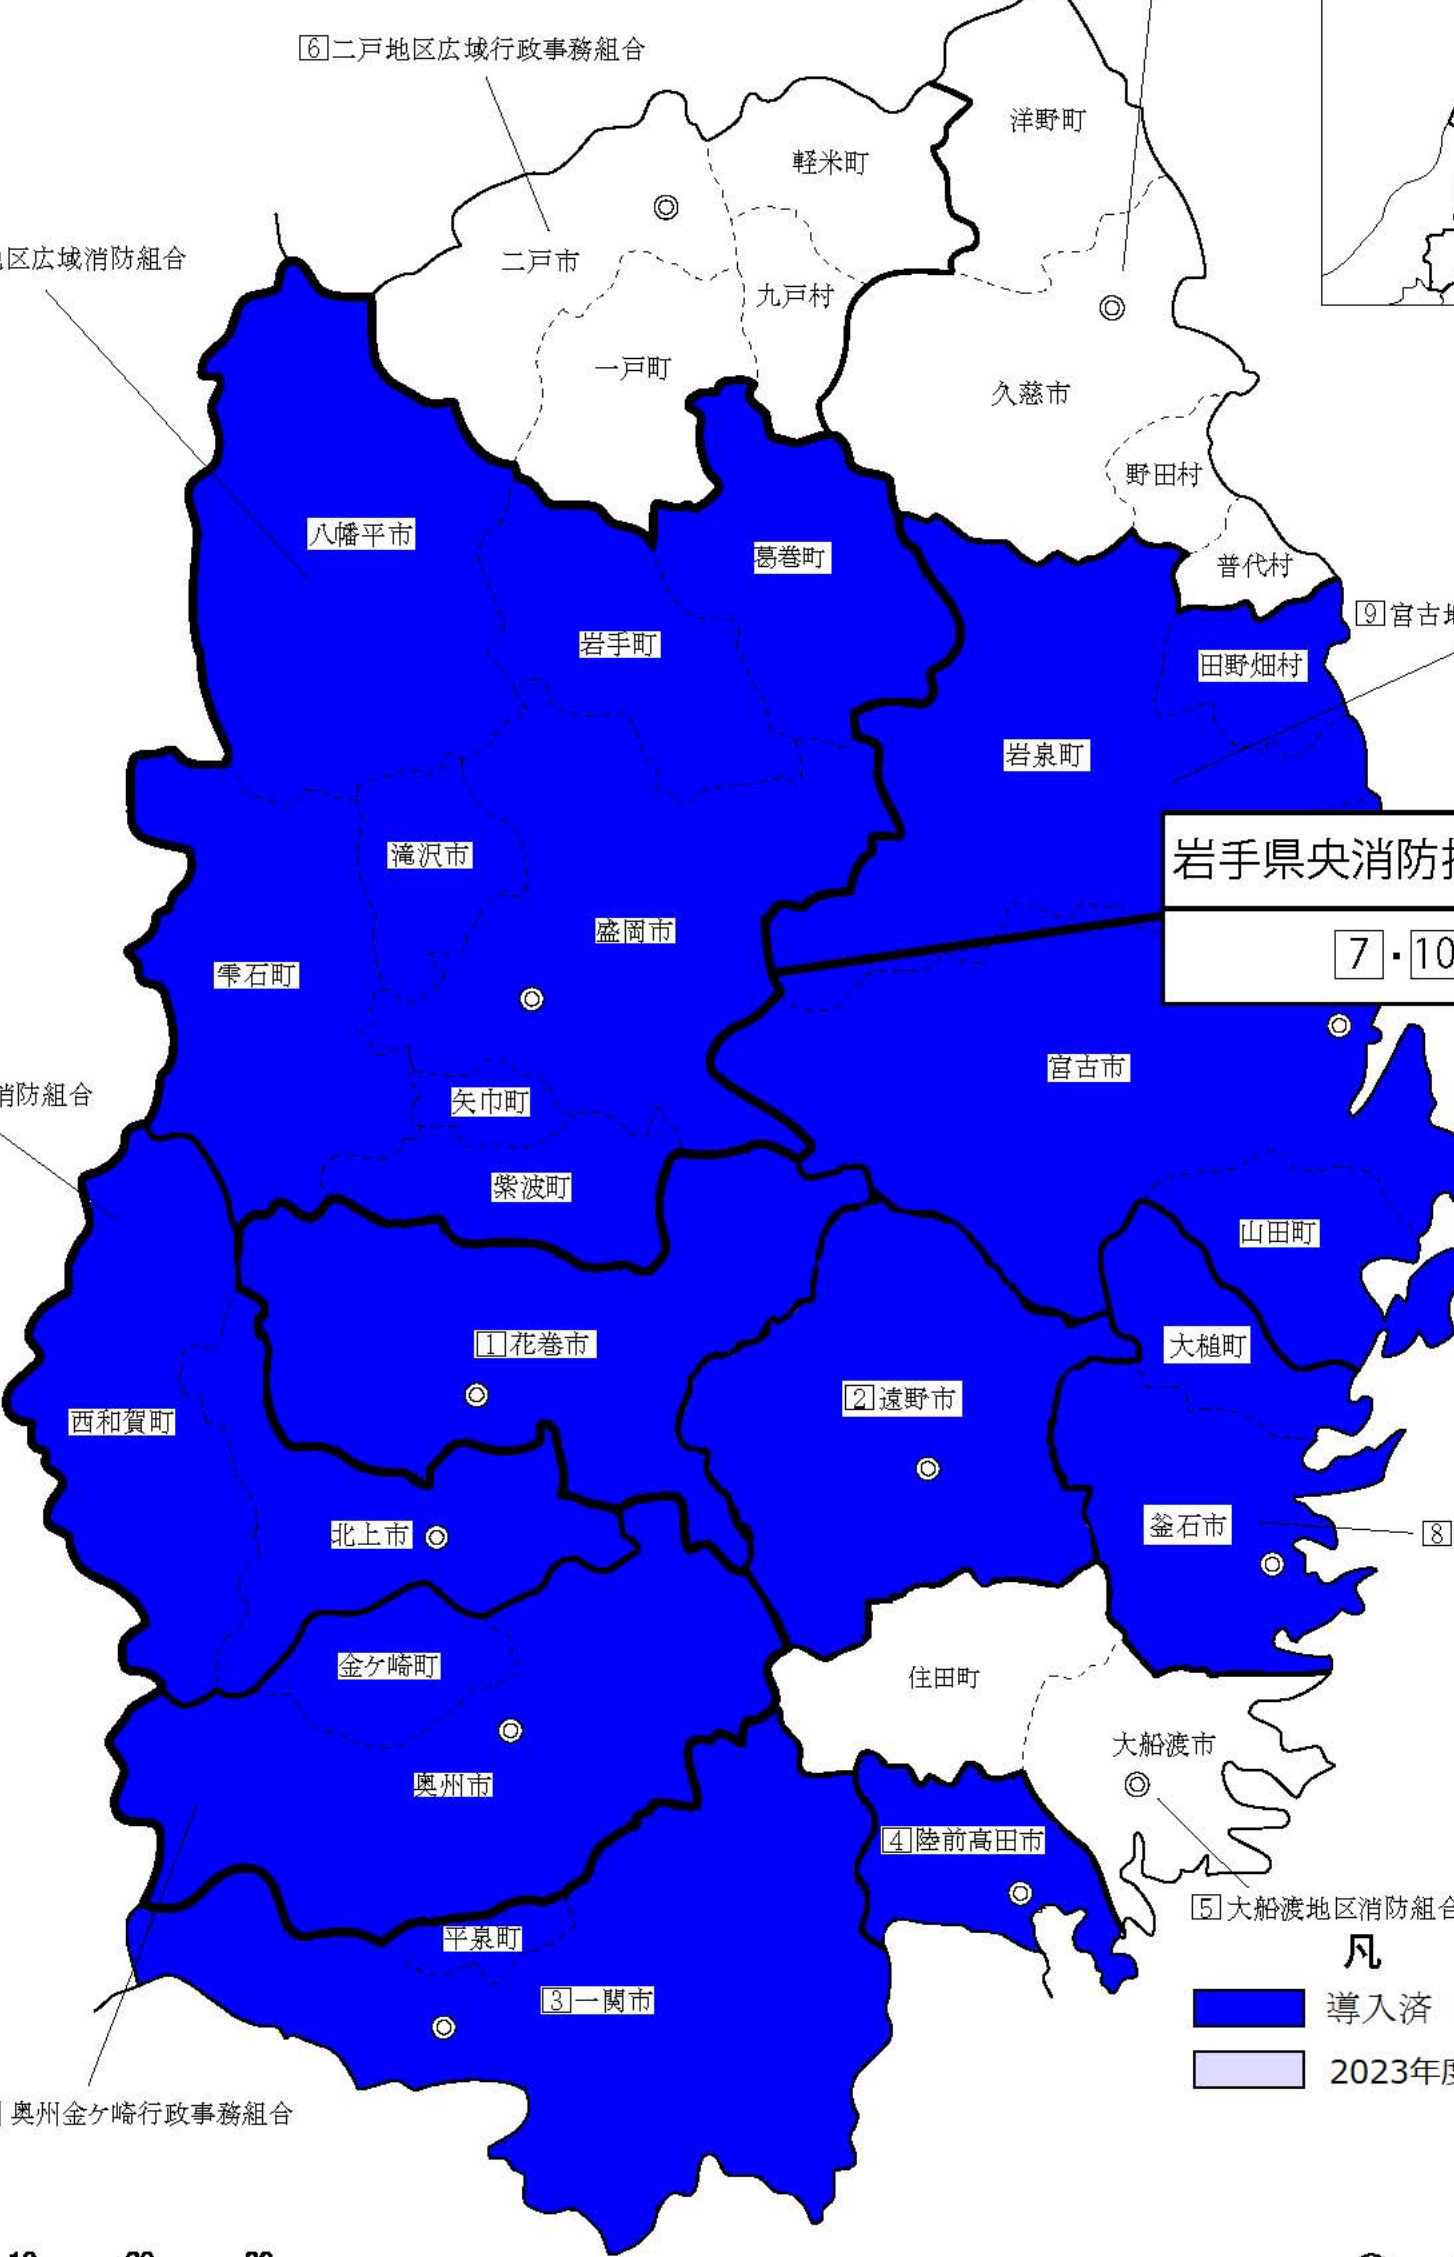 6 二戸地区広域行政事務組合
洋野町
軽米町
区広域消防組合
二戸市
九戸村
一戸町
久慈市
野田村
八幡平市
葛巻町
普代村
9 宮古地
岩手町
田野畑村
岩泉町
滝沢市
岩手県央消防指
盛岡市
7・10
雫石町
宮古市
消防組合
矢巾町
紫波町
山田町
1 花巻市
大槌町
2 遠野市
西和賀町
釜石市
北上市
8
金ケ崎町
住田町
大船渡市
奥州市
4 陸前高田市
5 大船渡地区消防組合
平泉町
凡
3 一関市
導入済
2023年度
奥州金ケ崎行政事務組合